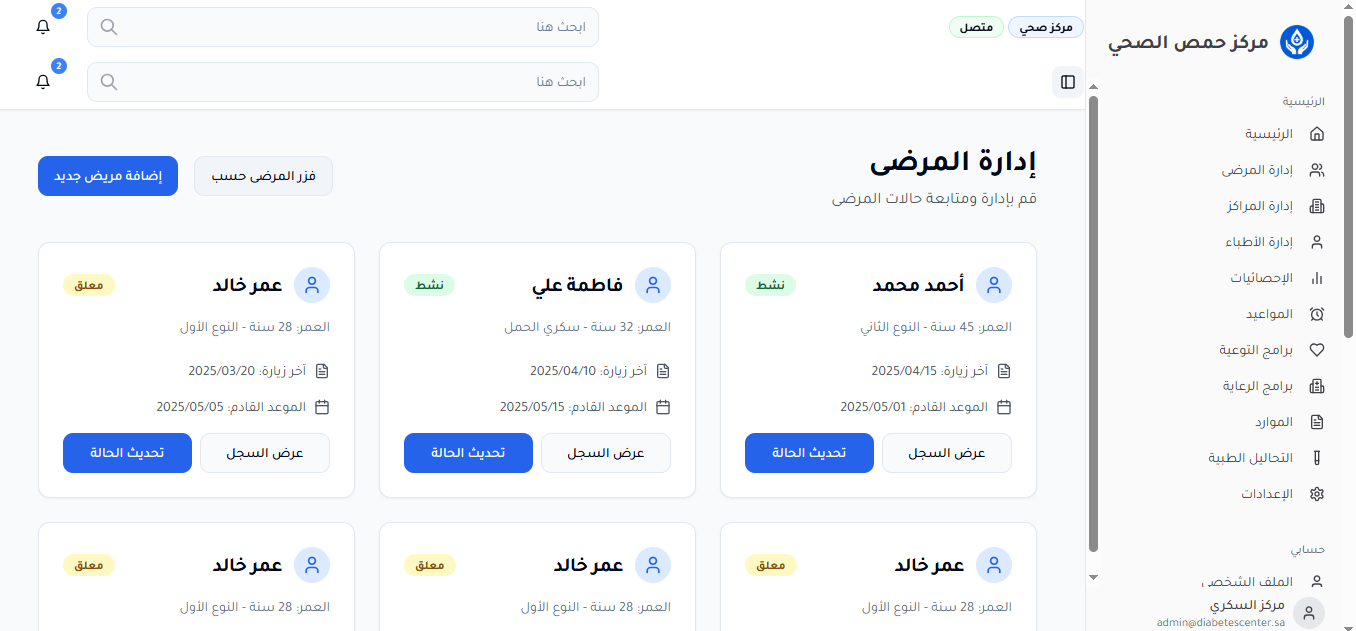 مركز حمص الصحي
الرئيسية
الرئيسية
إدارة المرضى
إدارة المراكز
إدارة الأطباء
الإحصائيات
المواعيد
برامج التوعية
برامج الرعاية
الموارد
التحاليل الطبية
الإعدادات
حسابي
الملف الشخصي
مركز السكري
admin@diabetescenter.sa
مركز صحي متصل ابحث هنا 2
ابحث هنا 2
إدارة المرضى
قم بإدارة ومتابعة حالات المرضى
فزر المرضى حسب إضافة مريض جديد
أحمد محمد نشط
العمر: 45 سنة - النوع الثاني
آخر زيارة: 2025/04/15
الموعد القادم: 2025/05/01
عرض السجل تحديث الحالة
فاطمة علي نشط
العمر: 32 سنة - سكري الحمل
آخر زيارة: 2025/04/10
الموعد القادم: 2025/05/15
عرض السجل تحديث الحالة
عمر خالد معلق
العمر: 28 سنة - النوع الأول
آخر زيارة: 2025/03/20
الموعد القادم: 2025/05/05
عرض السجل تحديث الحالة
عمر خالد معلق
العمر: 28 سنة - النوع الأول
عمر خالد معلق
العمر: 28 سنة - النوع الأول
عمر خالد معلق
العمر: 28 سنة - النوع الأول